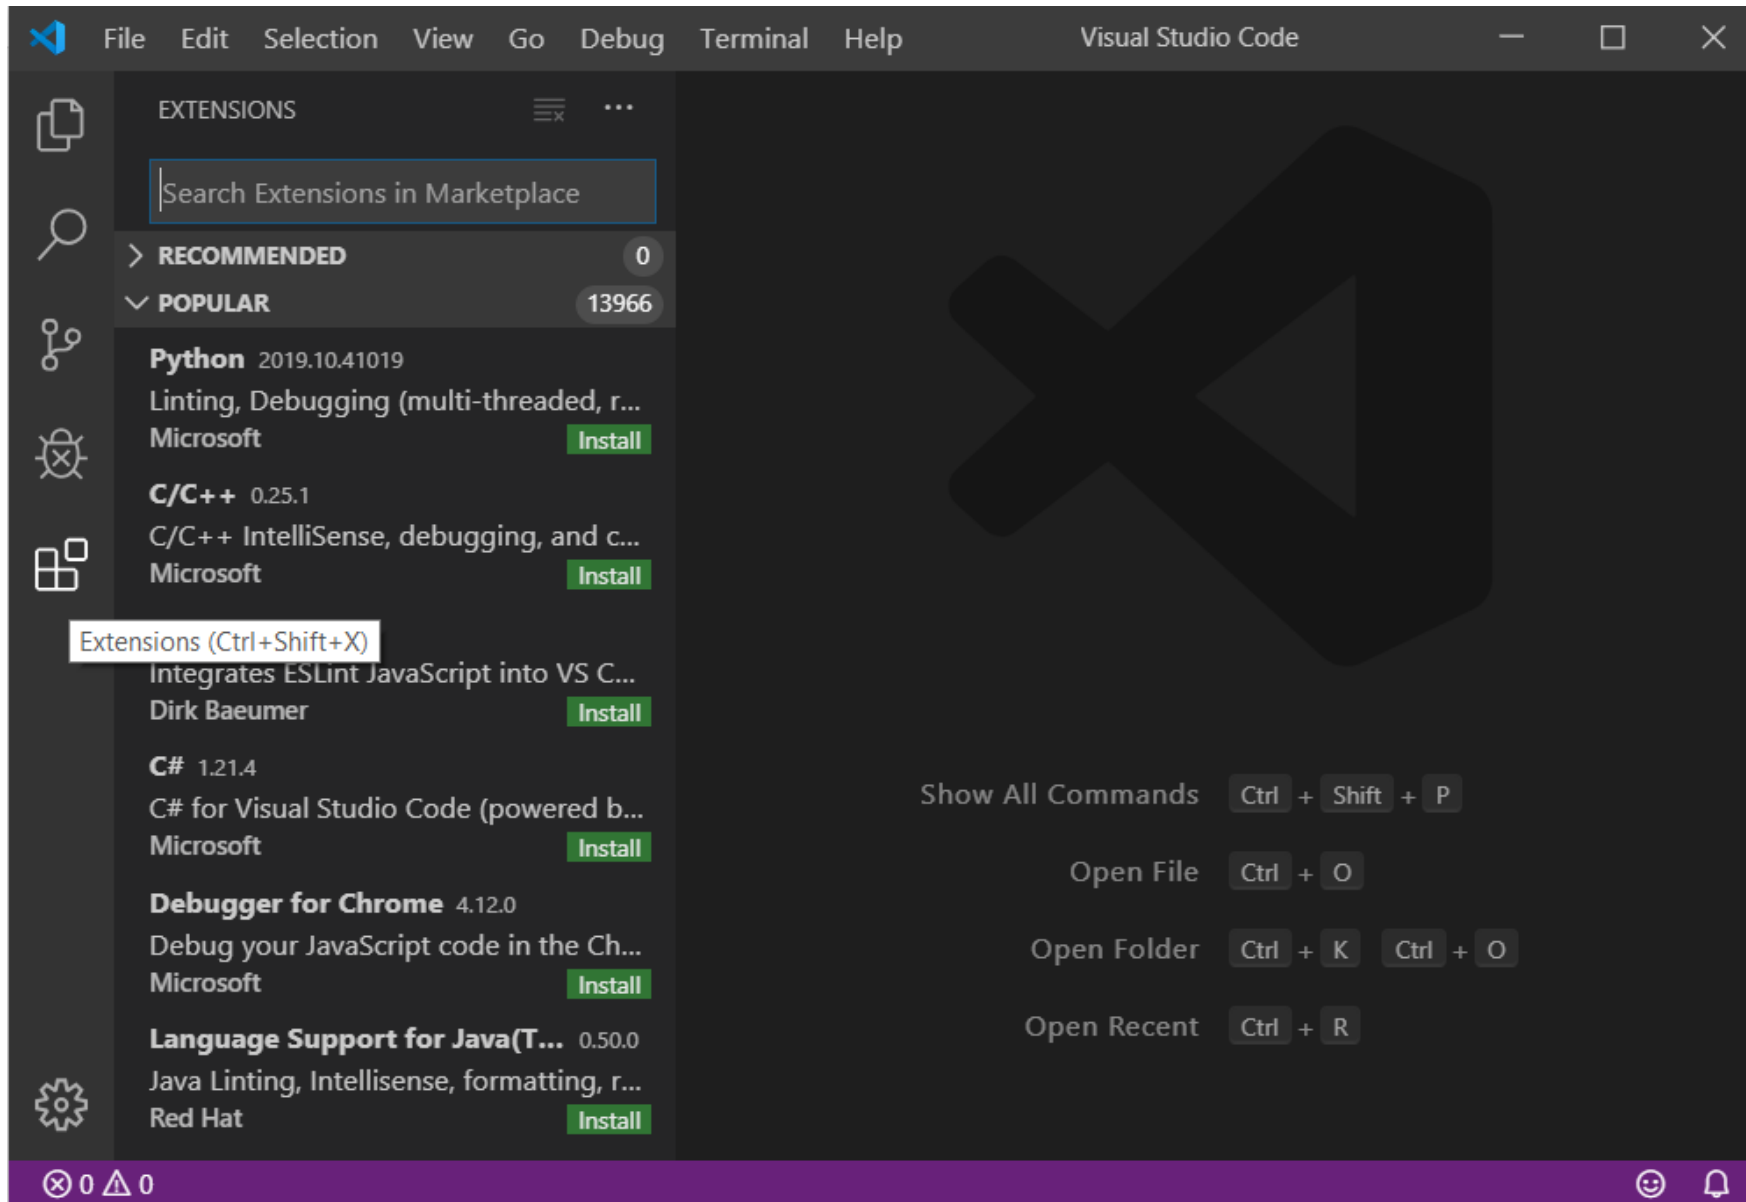 File Edit Selection View Go Debug Terminal Help Visual Studio Code
EXTENSIONS
Search Extensions in Marketplace
RECOMMENDED 0
POPULAR 13966
Python 2019.10.41019
Linting, Debugging (multi-threaded, r...
Microsoft Install
C/C++ 0.25.1
C/C++ IntelliSense, debugging, and c...
Microsoft Install
Extensions (Ctrl+Shift+X)
Integrates ESLint JavaScript into VS C...
Dirk Baeumer Install
C# 1.21.4
C# for Visual Studio Code (powered b...
Microsoft Install
Debugger for Chrome 4.12.0
Debug your JavaScript code in the Ch...
Microsoft Install
Language Support for Java(T... 0.50.0
Java Linting, Intellisense, formatting, r...
Red Hat Install
Show All Commands Ctrl + Shift + P
Open File Ctrl + O
Open Folder Ctrl + K Ctrl + O
Open Recent Ctrl + R
0 0